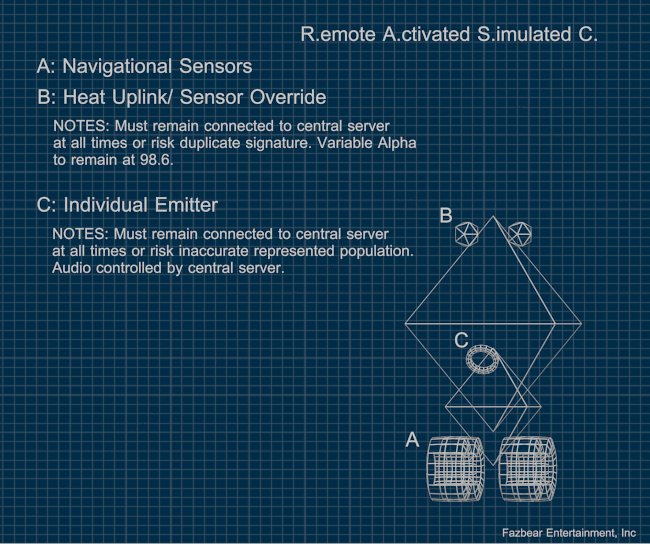 R.emote A.ctivated S.imulated C.
A: Navigational Sensors
B: Heat Uplink/ Sensor Override
NOTES: Must remain connected to central server
at all times or risk duplicate signature. Variable Alpha
to remain at 98.6.
C: Individual Emitter
NOTES: Must remain connected to central server
at all times or risk inaccurate represented population.
Audio controlled by central server.
B
C
A
Fazbear Entertainment, Inc